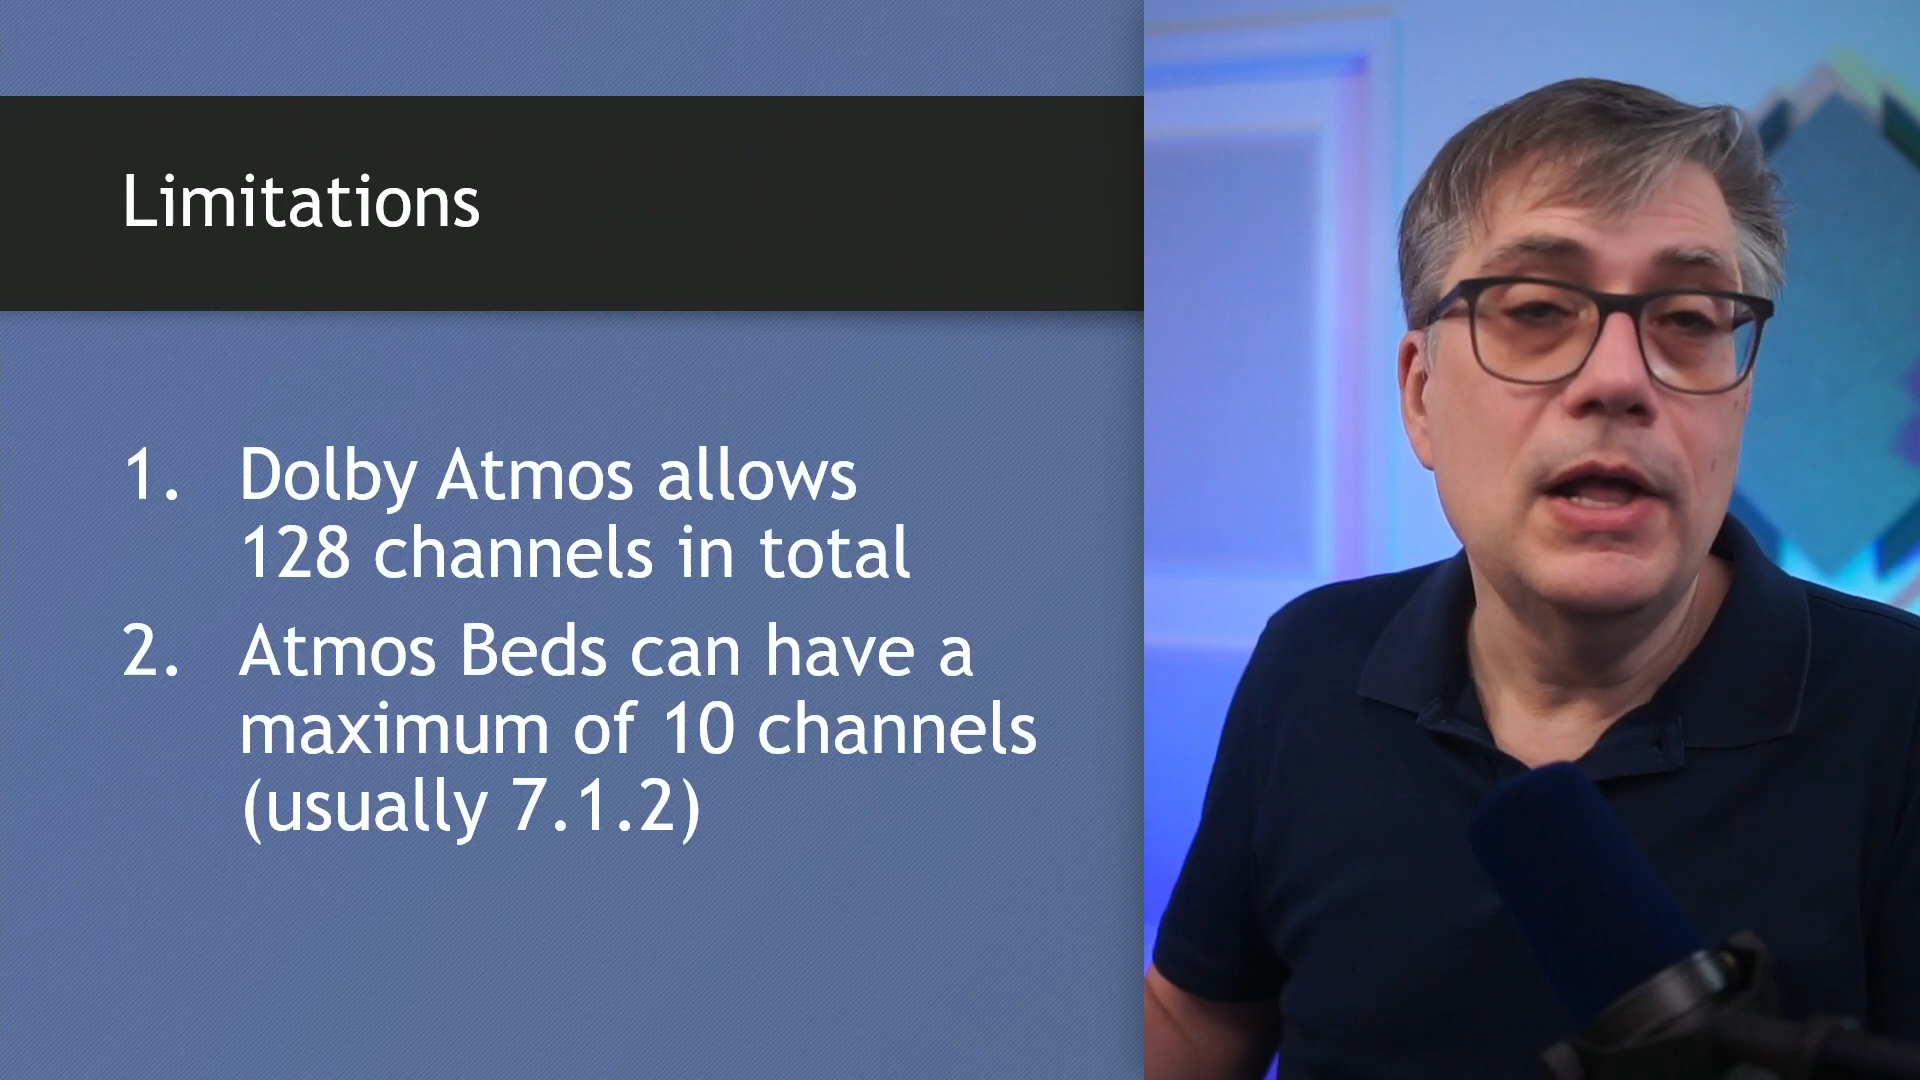 Limitations
1. Dolby Atmos allows
128 channels in total
2. Atmos Beds can have a
maximum of 10 channels
(usually 7.1.2)